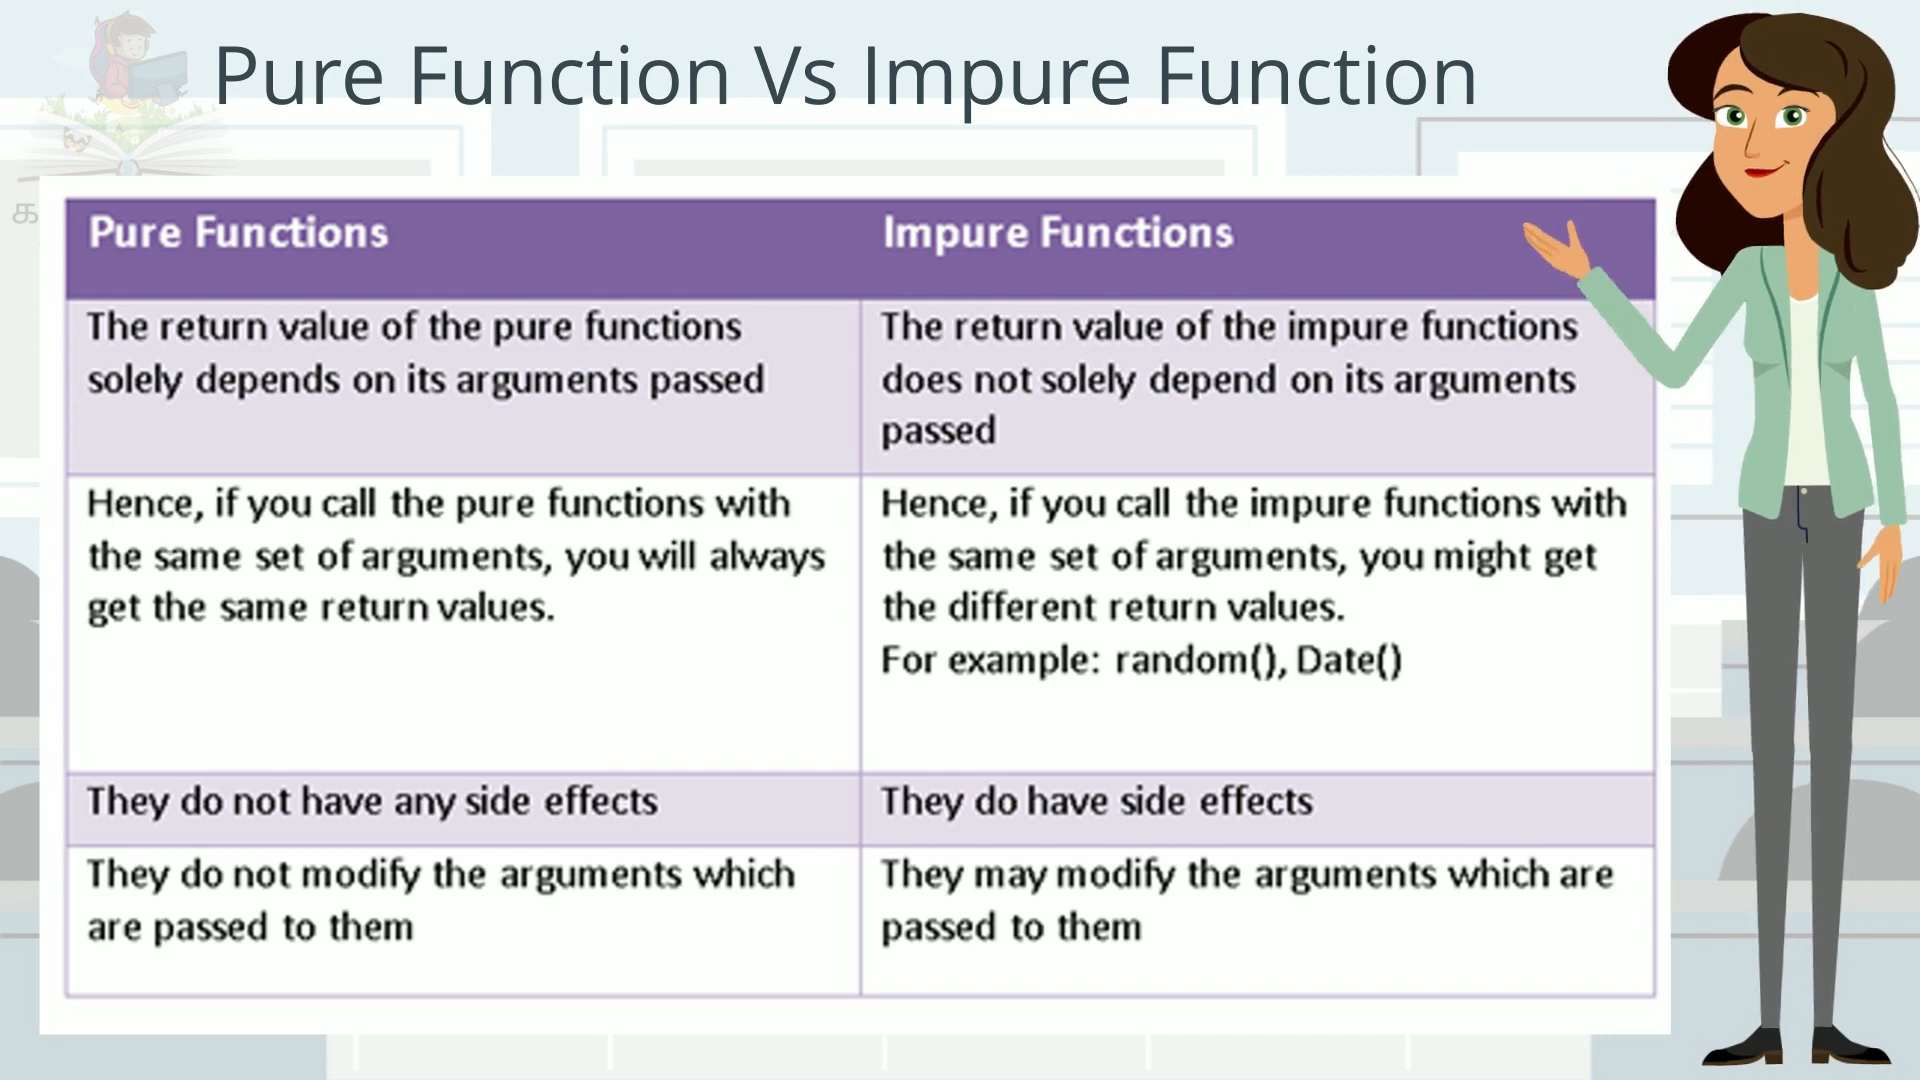 Pure Function Vs Impure Function
க
Pure Functions
Impure Functions
The return value of the pure functions
solely depends on its arguments passed
The return value of the impure functions
does not solely depend on its arguments
passed
Hence, if you call the pure functions with
the same set of arguments, you will always
get the same return values.
Hence, if you call the impure functions with
the same set of arguments, you might get
the different return values.
For example: random(), Date()
They do not have any side effects
They do have side effects
They do not modify the arguments which
are passed to them
They may modify the arguments which are
passed to them